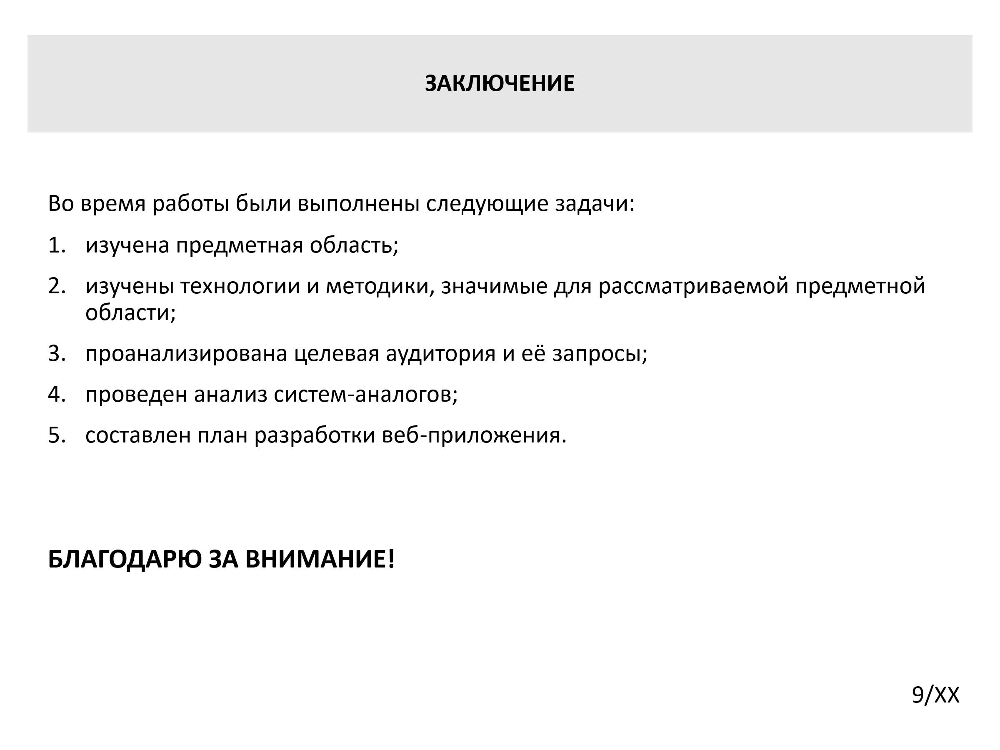 ЗАКЛЮЧЕНИЕ
Во время работы были выполнены следующие задачи:
1. изучена предметная область;
2. изучены технологии и методики, значимые для рассматриваемой предметной
области;
3. проанализирована целевая аудитория и её запросы;
4. проведен анализ систем-аналогов;
5. составлен план разработки веб-приложения.
БЛАГОДАРЮ ЗА ВНИМАНИЕ!
9/XX